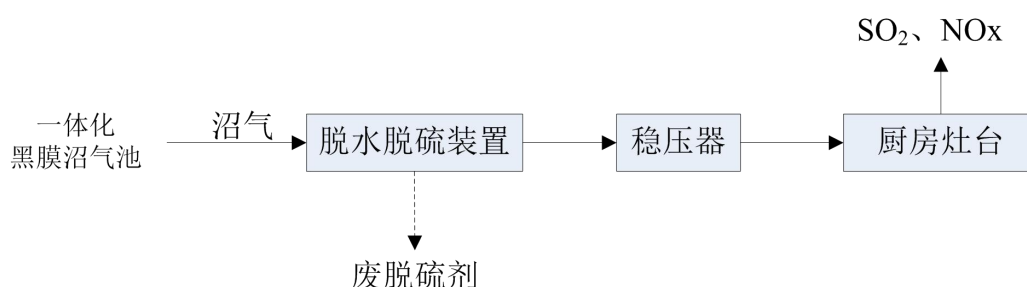 SO₂、NOx
一体化
黑膜沼气池
沼气
脱水脱硫装置
稳压器
厨房灶台
废脱硫剂